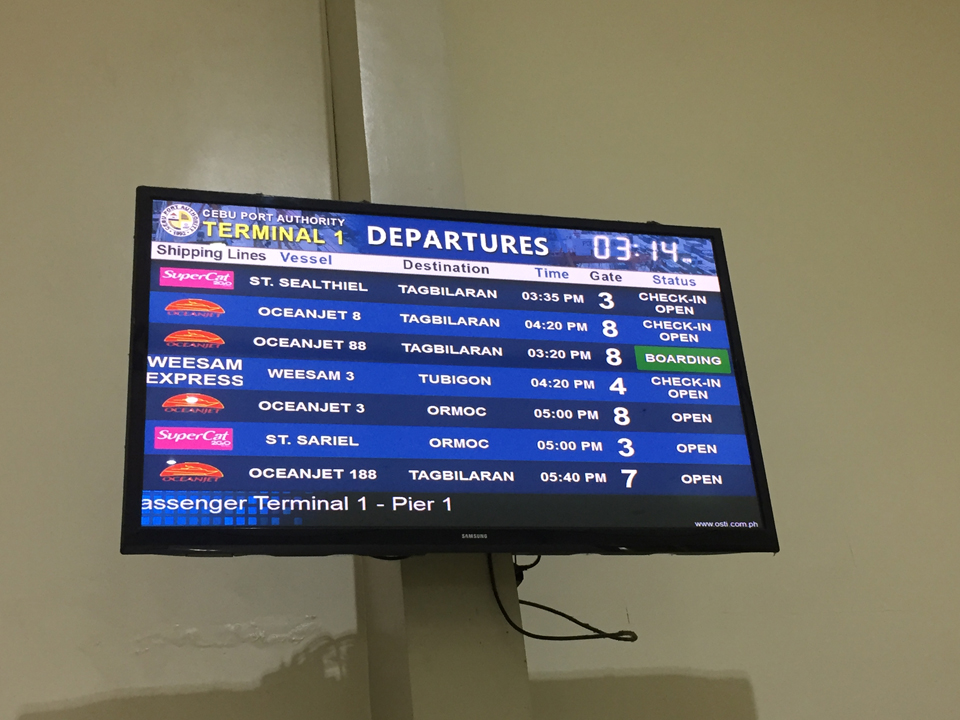 CEBU PORT AUTHORITY
TERMINAL 1 DEPARTURES 03:14
Shipping Lines Vessel Destination Time Gate Status
SuperCat 2GO ST. SEALTHIEL TAGBILARAN 03:35 PM 3 CHECK-IN OPEN
OCEANJET OCEANJET 8 TAGBILARAN 04:20 PM 8 CHECK-IN OPEN
OCEANJET OCEANJET 88 TAGBILARAN 03:20 PM 8 BOARDING
WEESAM EXPRESS WEESAM 3 TUBIGON 04:20 PM 4 CHECK-IN OPEN
OCEANJET OCEANJET 3 ORMOC 05:00 PM 8 OPEN
SuperCat 2GO ST. SARIEL ORMOC 05:00 PM 3 OPEN
OCEANJET OCEANJET 188 TAGBILARAN 05:40 PM 7 OPEN
assenger Terminal 1 - Pier 1
www.osti.com.ph
SAMSUNG